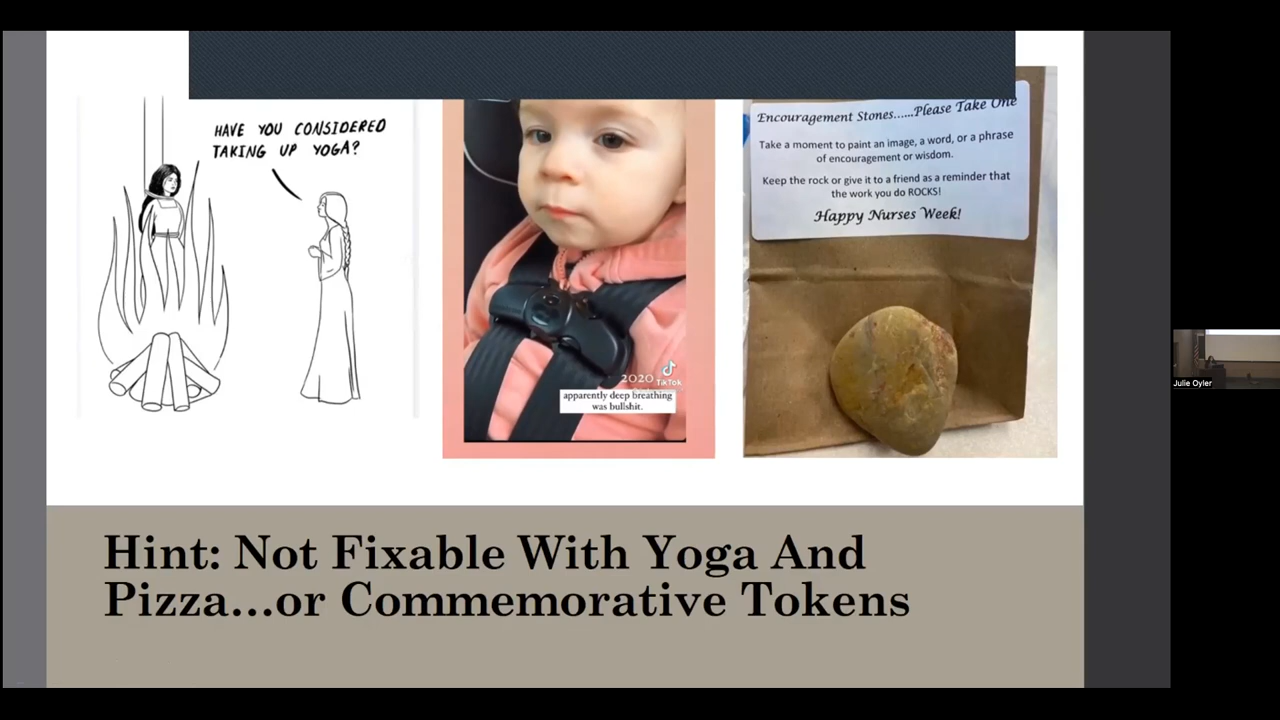 HAVE YOU CONSIDERED
TAKING UP YOGA?
2020
TikTok
apparently deep breathing
was bullshit.
Encouragement Stones......Please Take One
Take a moment to paint an image, a word, or a phrase
of encouragement or wisdom.
Keep the rock or give it to a friend as a reminder that
the work you do ROCKS!
Happy Nurses Week!
Hint: Not Fixable With Yoga And
Pizza...or Commemorative Tokens
Julie Oyler